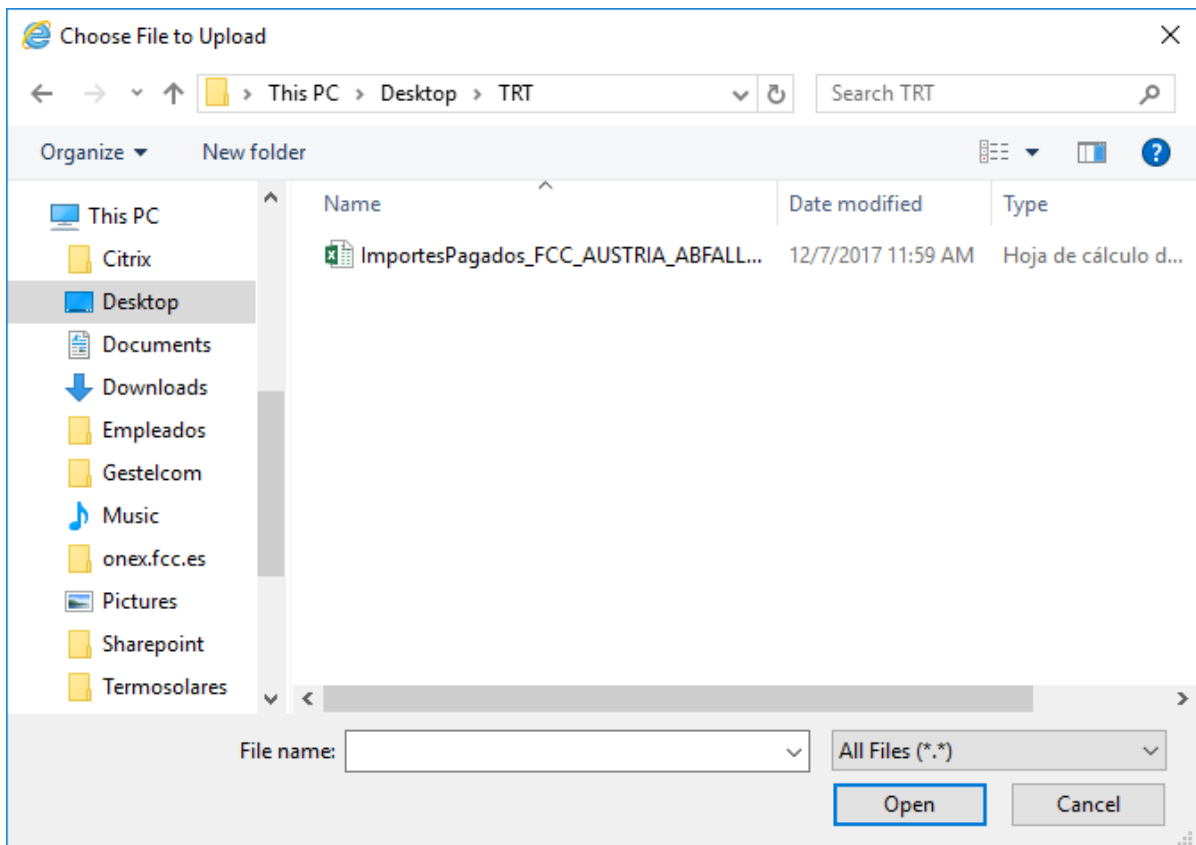 Choose File to Upload
This PC > Desktop > TRT
Search TRT
Organize
New folder
?
Name
Date modified
Type
This PC
Citrix
Desktop
Documents
Downloads
Empleados
Gestelcom
Music
onex.fcc.es
Pictures
Sharepoint
Termosolares
ImportesPagados_FCC_AUSTRIA_ABFALL... 12/7/2017 11:59 AM Hoja de cálculo d...
File name:
All Files (*.*)
Open
Cancel